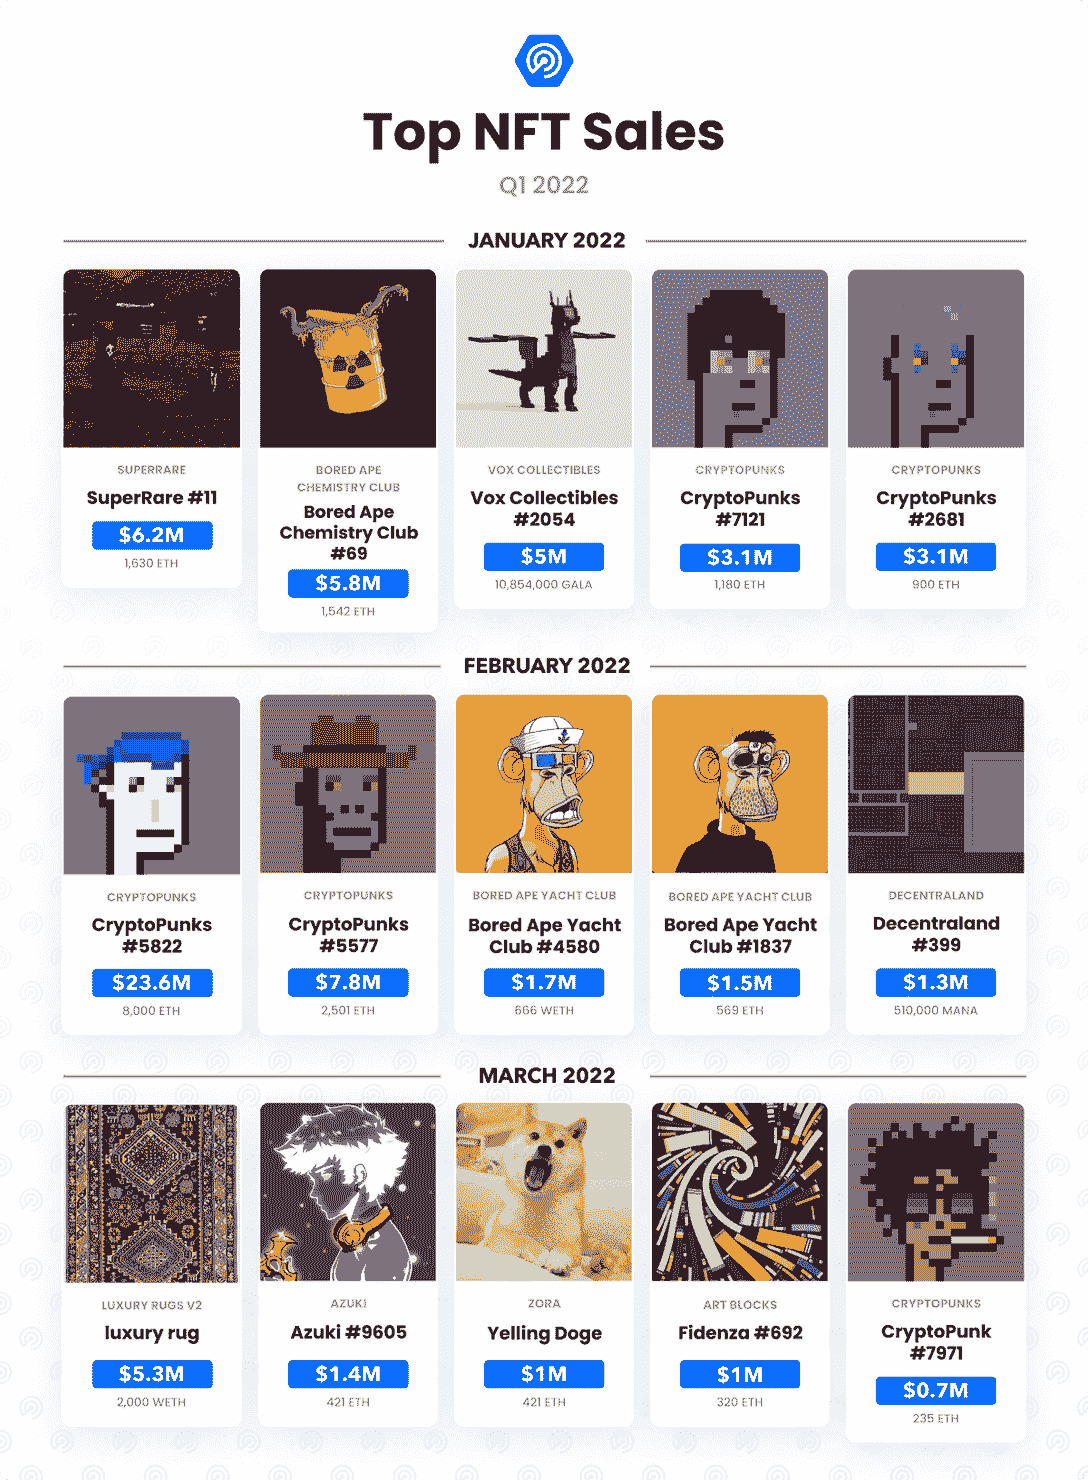 Top NFT Sales
Q1 2022
JANUARY 2022
SUPERRARE
SuperRare #11
$6.2M
1,630 ETH
BORED APE
CHEMISTRY CLUB
Bored Ape
Chemistry Club
#69
$5.8M
1,542 ETH
VOX COLLECTIBLES
Vox Collectibles
#2054
$5M
10,854,000 GALA
CRYPTOPUNKS
CryptoPunks
#7121
$3.1M
1,180 ETH
CRYPTOPUNKS
CryptoPunks
#2681
$3.1M
900 ETH
FEBRUARY 2022
CRYPTOPUNKS
CryptoPunks
#5822
$23.6M
8,000 ETH
CRYPTOPUNKS
CryptoPunks
#5577
$7.8M
2,501 ETH
BORED APE YACHT CLUB
Bored Ape Yacht
Club #4580
$1.7M
666 WETH
BORED APE YACHT CLUB
Bored Ape Yacht
Club #1837
$1.5M
569 ETH
DECENTRALAND
Decentraland
#399
$1.3M
510,000 MANA
MARCH 2022
LUXURY RUGS V2
luxury rug
$5.3M
2,000 WETH
AZUKI
Azuki #9605
$1.4M
421 ETH
ZORA
Yelling Doge
$1M
421 ETH
ART BLOCKS
Fidenza #692
$1M
320 ETH
CRYPTOPUNKS
CryptoPunk
#7971
$0.7M
235 ETH